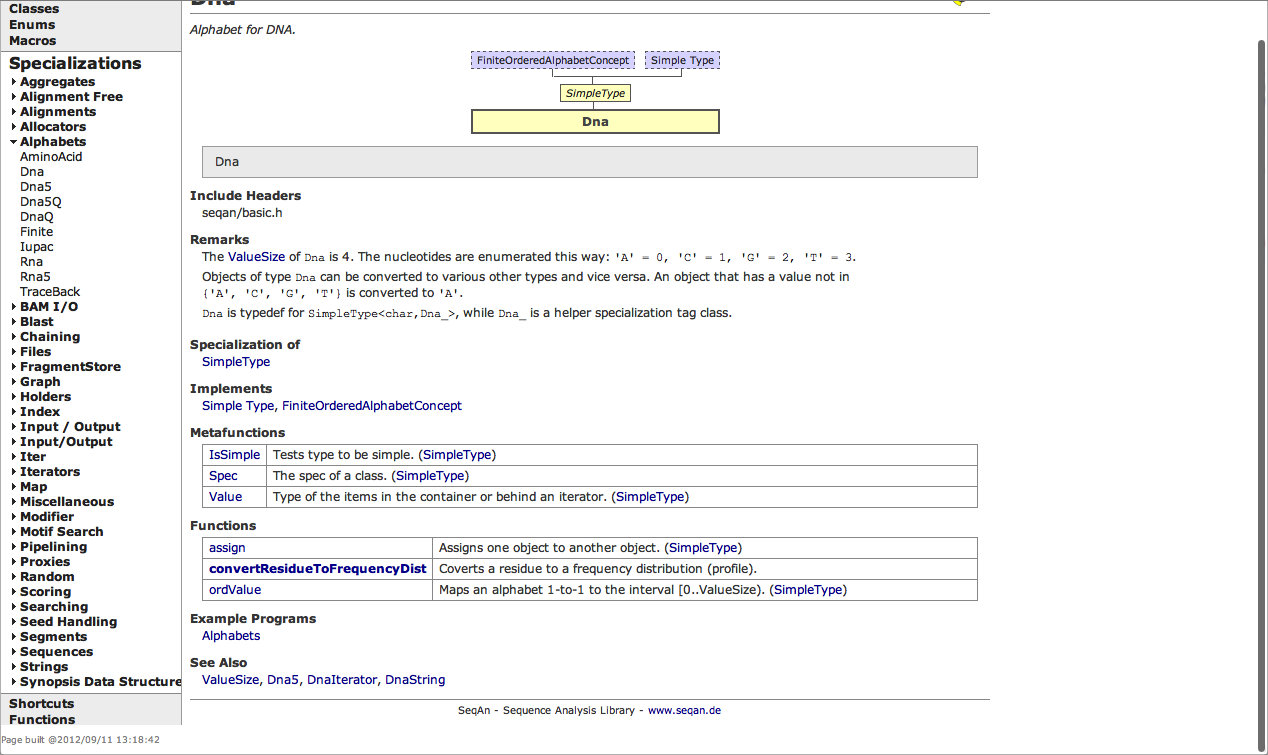 Classes
Enums
Macros
Specializations
Aggregates
Alignment Free
Alignments
Allocators
Alphabets
AminoAcid
Dna
Dna5
Dna5Q
DnaQ
Finite
Iupac
Rna
Rna5
TraceBack
BAM I/O
Blast
Chaining
Files
FragmentStore
Graph
Holders
Index
Input / Output
Input/Output
Iter
Iterators
Map
Miscellaneous
Modifier
Motif Search
Pipelining
Proxies
Random
Scoring
Searching
Seed Handling
Segments
Sequences
Strings
Synopsis Data Structure
Shortcuts
Functions
Page built @2012/09/11 13:18:42
Dna
Alphabet for DNA.
FiniteOrderedAlphabetConcept Simple Type
SimpleType
Dna
Dna
Include Headers
seqan/basic.h
Remarks
The ValueSize of Dna is 4. The nucleotides are enumerated this way: 'A' = 0, 'C' = 1, 'G' = 2, 'T' = 3.
Objects of type Dna can be converted to various other types and vice versa. An object that has a value not in
{'A', 'C', 'G', 'T'} is converted to 'A'.
Dna is typedef for SimpleType<char,Dna_>, while Dna_ is a helper specialization tag class.
Specialization of
SimpleType
Implements
Simple Type, FiniteOrderedAlphabetConcept
Metafunctions
IsSimple Tests type to be simple. (SimpleType)
Spec The spec of a class. (SimpleType)
Value Type of the items in the container or behind an iterator. (SimpleType)
Functions
assign Assigns one object to another object. (SimpleType)
convertResidueToFrequencyDist Coverts a residue to a frequency distribution (profile).
ordValue Maps an alphabet 1-to-1 to the interval [0..ValueSize). (SimpleType)
Example Programs
Alphabets
See Also
ValueSize, Dna5, DnaIterator, DnaString
SeqAn - Sequence Analysis Library - www.seqan.de